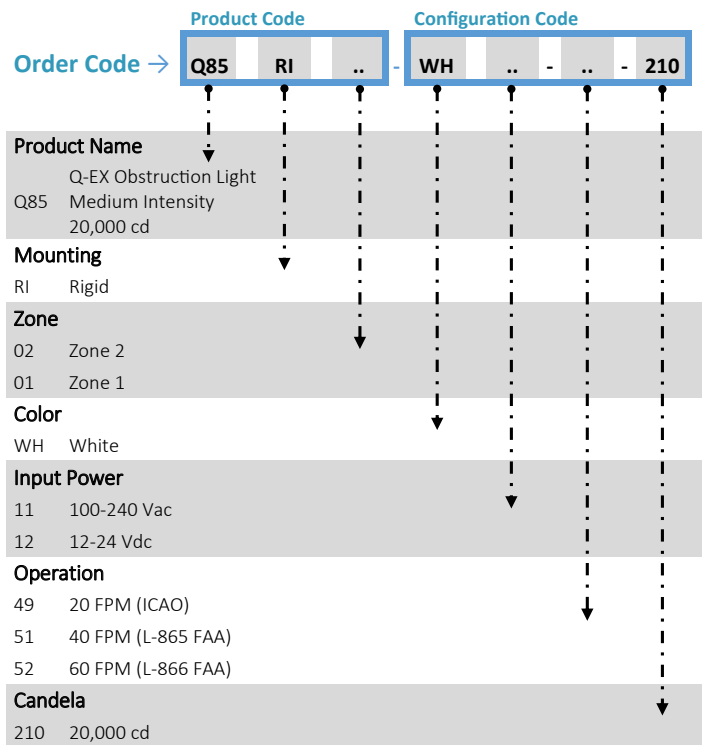 Product Code Configuration Code
Order Code → Q85 RI .. - WH .. - .. - 210
Product Name
Q-EX Obstruction Light
Q85 Medium Intensity
20,000 cd
Mounting
RI Rigid
Zone
02 Zone 2
01 Zone 1
Color
WH White
Input Power
11 100-240 Vac
12 12-24 Vdc
Operation
49 20 FPM (ICAO)
51 40 FPM (L-865 FAA)
52 60 FPM (L-866 FAA)
Candela
210 20,000 cd